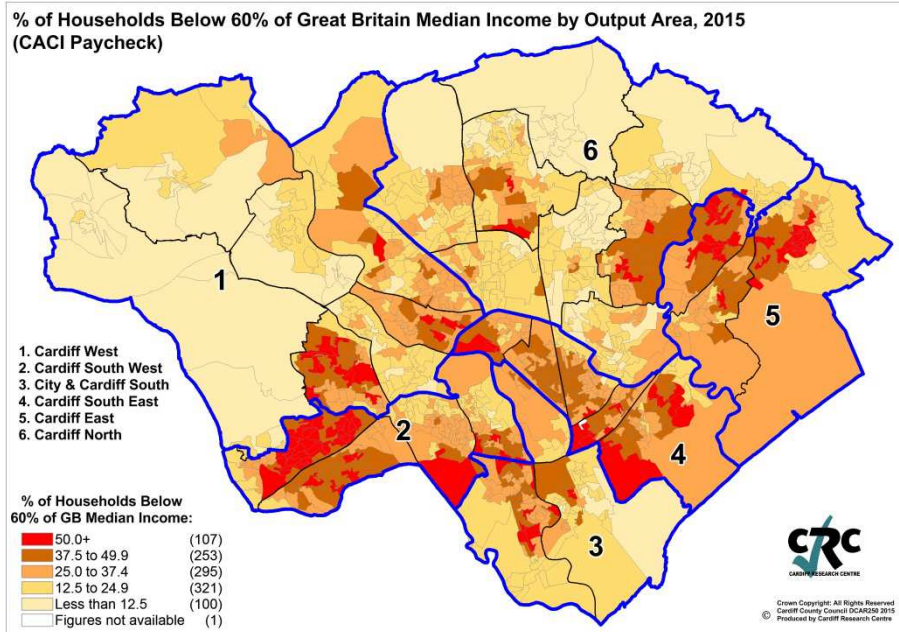 % of Households Below 60% of Great Britain Median Income by Output Area, 2015
(CACI Paycheck)
6
1
5
1. Cardiff West
2. Cardiff South West
3. City & Cardiff South
4. Cardiff South East
5. Cardiff East
6. Cardiff North
2
4
3
% of Households Below
60% of GB Median Income:
50.0+ (107)
37.5 to 49.9 (253)
25.0 to 37.4 (295)
12.5 to 24.9 (321)
Less than 12.5 (100)
Figures not available (1)
CRC
CARDIFF RESEARCH CENTRE
Crown Copyright: All Rights Reserved
Cardiff County Council DCAR250 2015
© Produced by Cardiff Research Centre